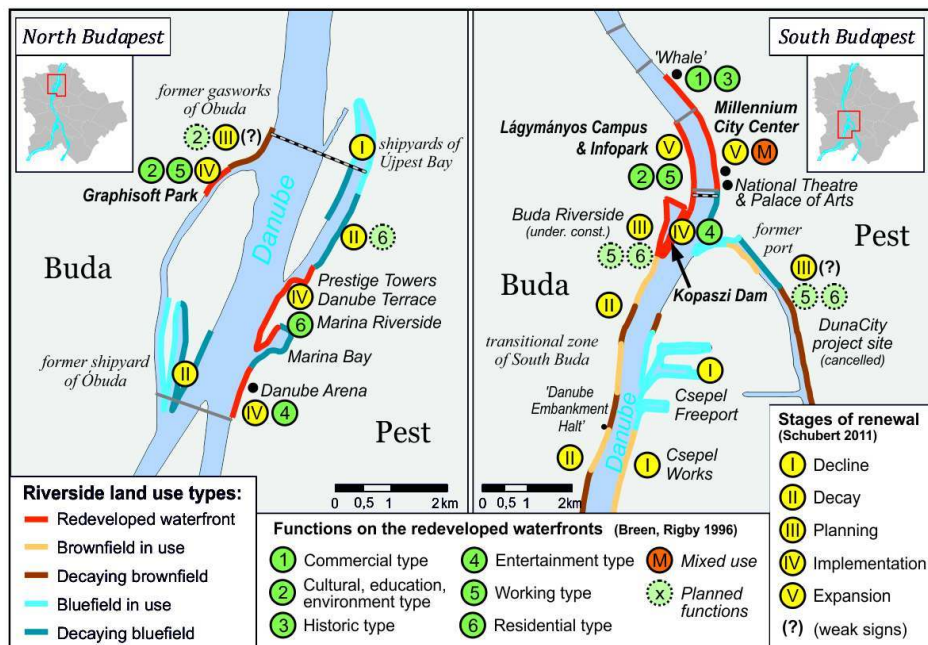 North Budapest
former gasworks
of Óbuda
2 III (?)
2 5 IV
Graphisoft Park
I
shipyards of
Újpest Bay
Danube
II 6
Buda
Prestige Towers
IV Danube Terrace
6 Marina Riverside
Marina Bay
former shipyard
of Óbuda
II
Danube Arena
IV 4
Pest
0 0,5 1 2km
South Budapest
'Whale'
1 3
Lágymányos Campus
& Infopark
V
2 5
Millennium
City Center
V M
National Theatre
& Palace of Arts
Buda Riverside
(under. const.)
III
5 6
IV 4
former
port
Pest
Kopaszi Dam
Buda
III (?)
5 6
DunaCity
project site
(cancelled)
II
transitional zone
of South Buda
I
Csepel
Freeport
'Danube
Embankment
Halt'
Danube
II
I Csepel
Works
0 0,5 1 2km
Riverside land use types:
Redeveloped waterfront
Brownfield in use
Decaying brownfield
Bluefield in use
Decaying bluefield
Functions on the redeveloped waterfronts (Breen, Rigby 1996)
1 Commercial type
2 Cultural, education,
environment type
3 Historic type
4 Entertainment type
5 Working type
6 Residential type
M Mixed use
x Planned
functions
Stages of renewal
(Schubert 2011)
I Decline
II Decay
III Planning
IV Implementation
V Expansion
(?) (weak signs)